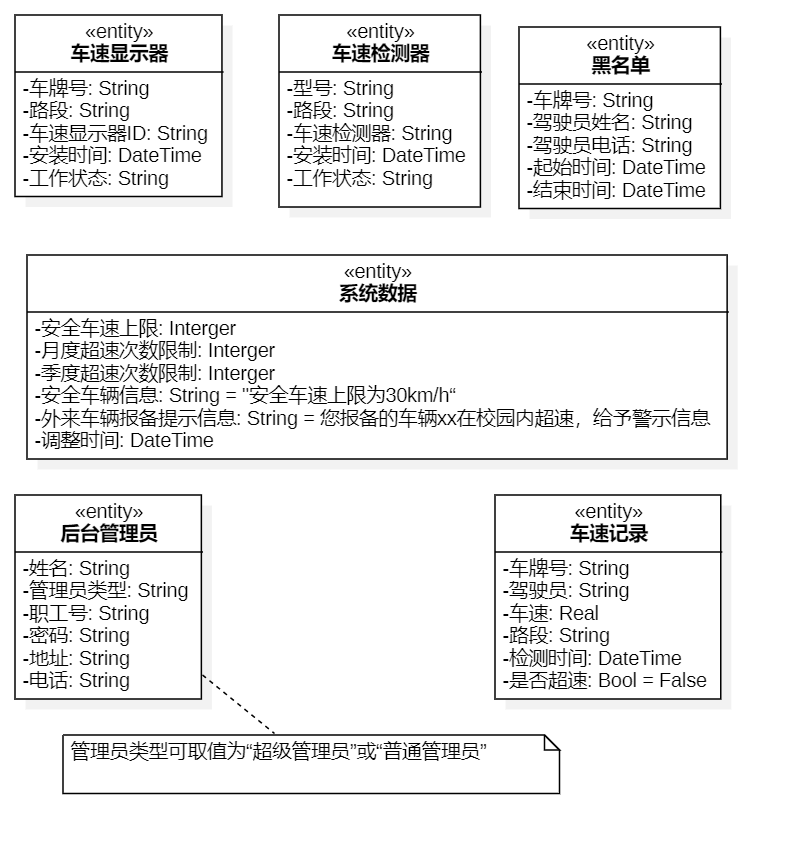 «entity»
车速显示器
-车牌号: String
-路段: String
-车速显示器ID: String
-安装时间: DateTime
-工作状态: String
«entity»
车速检测器
-型号: String
-路段: String
-车速检测器: String
-安装时间: DateTime
-工作状态: String
«entity»
黑名单
-车牌号: String
-驾驶员姓名: String
-驾驶员电话: String
-起始时间: DateTime
-结束时间: DateTime
«entity»
系统数据
-安全车速上限: Interger
-月度超速次数限制: Interger
-季度超速次数限制: Interger
-安全车辆信息: String = "安全车速上限为30km/h“
-外来车辆报备提示信息: String = 您报备的车辆xx在校园内超速，给予警示信息
-调整时间: DateTime
«entity»
后台管理员
-姓名: String
-管理员类型: String
-职工号: String
-密码: String
-地址: String
-电话: String
«entity»
车速记录
-车牌号: String
-驾驶员: String
-车速: Real
-路段: String
-检测时间: DateTime
-是否超速: Bool = False
管理员类型可取值为“超级管理员”或“普通管理员”